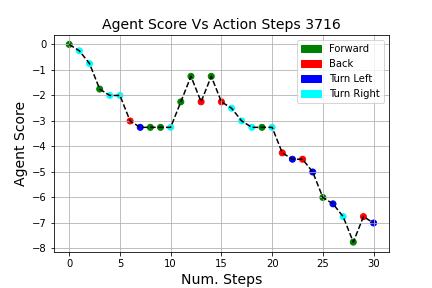 Agent Score Vs Action Steps 3716
Agent Score
0
−1
−2
−3
−4
−5
−6
−7
−8
Forward
Back
Turn Left
Turn Right
0 5 10 15 20 25 30
Num. Steps